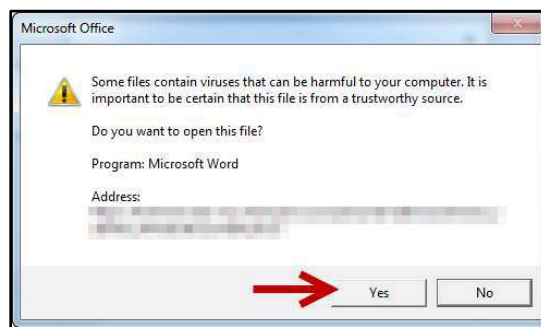 Microsoft Office
Some files contain viruses that can be harmful to your computer. It is
important to be certain that this file is from a trustworthy source.
Do you want to open this file?
Program: Microsoft Word
Address:
Yes
No